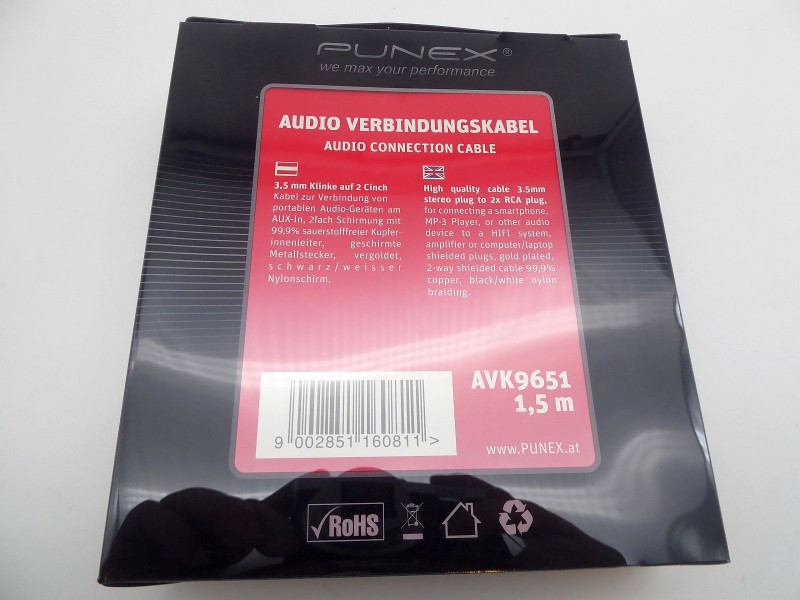 PUNEX®
we max your performance
AUDIO VERBINDUNGSKABEL
AUDIO CONNECTION CABLE
3,5 mm Klinke auf 2 Cinch
Kabel zur Verbindung von
portablen Audio-Geräten am
AUX-In, 2fach Schirmung mit
99,9% sauerstofffreier Kupfer-
innenleiter, geschirmte
Metallstecker, vergoldet,
schwarz/weisser
Nylonschirm.
High quality cable 3.5mm
stereo plug to 2x RCA plug,
for connecting a smartphone,
MP-3 Player, or other audio
device to a HIFI system,
amplifier or computer/laptop
shielded plugs, gold plated,
2-way shielded cable 99,9%
copper, black/white nylon
braiding.
AVK9651
1,5 m
9 002851 160811 >
www.PUNEX.at
RoHS